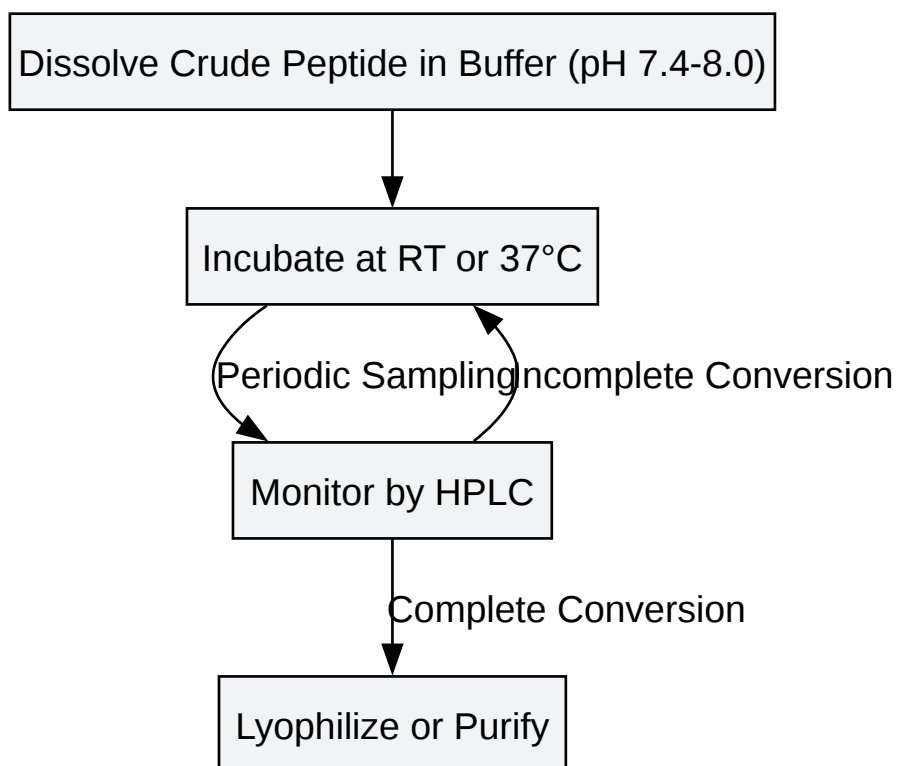 Dissolve Crude Peptide in Buffer (pH 7.4-8.0)
Incubate at RT or 37°C
Periodic Sampling
Incomplete Conversion
Monitor by HPLC
Complete Conversion
Lyophilize or Purify